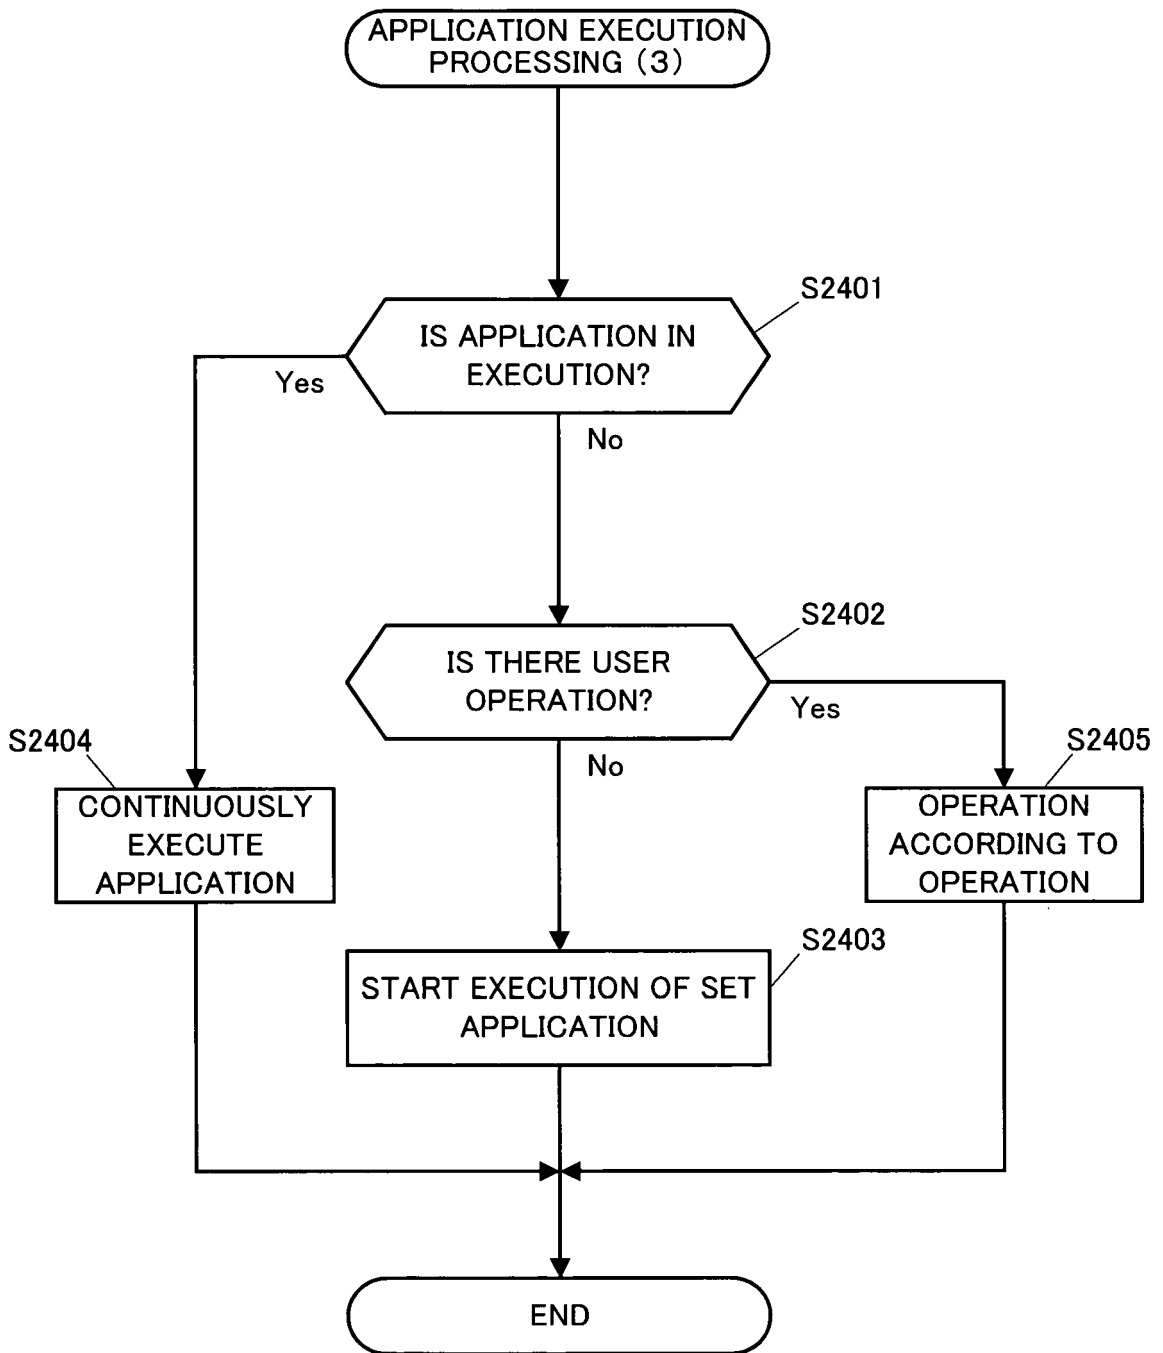 APPLICATION EXECUTION
PROCESSING (3)
S2401
IS APPLICATION IN
EXECUTION?
Yes
No
S2402
IS THERE USER
OPERATION?
Yes
No
S2404
CONTINUOUSLY
EXECUTE
APPLICATION
S2405
OPERATION
ACCORDING TO
OPERATION
S2403
START EXECUTION OF SET
APPLICATION
END